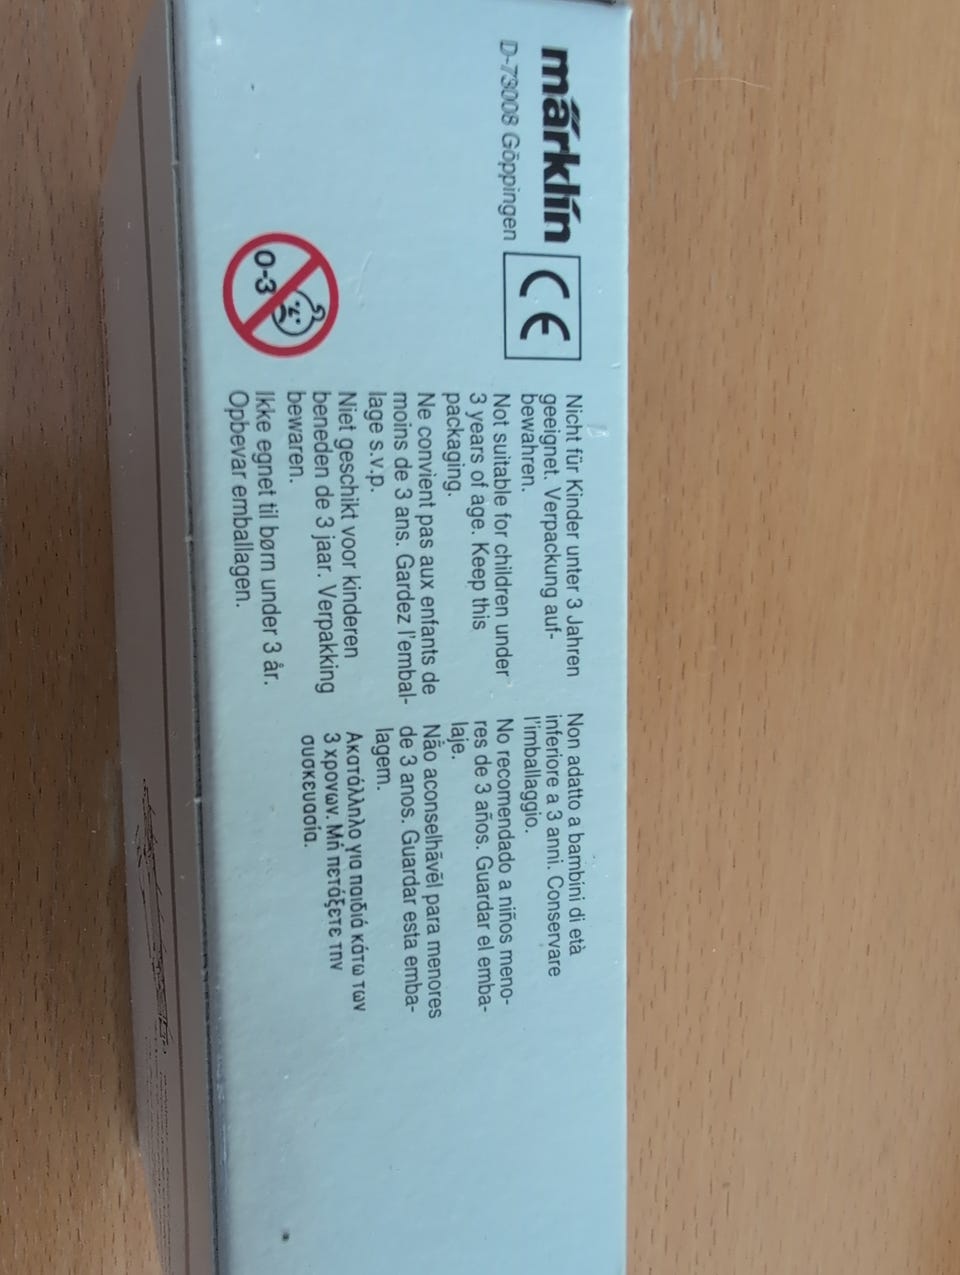 märklín
D-73008 Göppingen
CE
0-3
Nicht für Kinder unter 3 Jahren
geeignet. Verpackung auf-
bewahren.
Not suitable for children under
3 years of age. Keep this
packaging.
Ne convient pas aux enfants de
moins de 3 ans. Gardez l'embal-
lage s.v.p.
Niet geschikt voor kinderen
beneden de 3 jaar. Verpakking
bewaren.
Ikke egnet til børn under 3 år.
Opbevar emballagen.
Non adatto a bambini di età
inferiore a 3 anni. Conservare
l'imballaggio.
No recomendado a niños meno-
res de 3 años. Guardar el emba-
laje.
Não aconselhãvēl para menores
de 3 anos. Guardar esta emba-
lagem.
Ακατάλληλο για παιδιά κάτω των
3 χρονων. Μή πετάξετε την
συσκευασία.